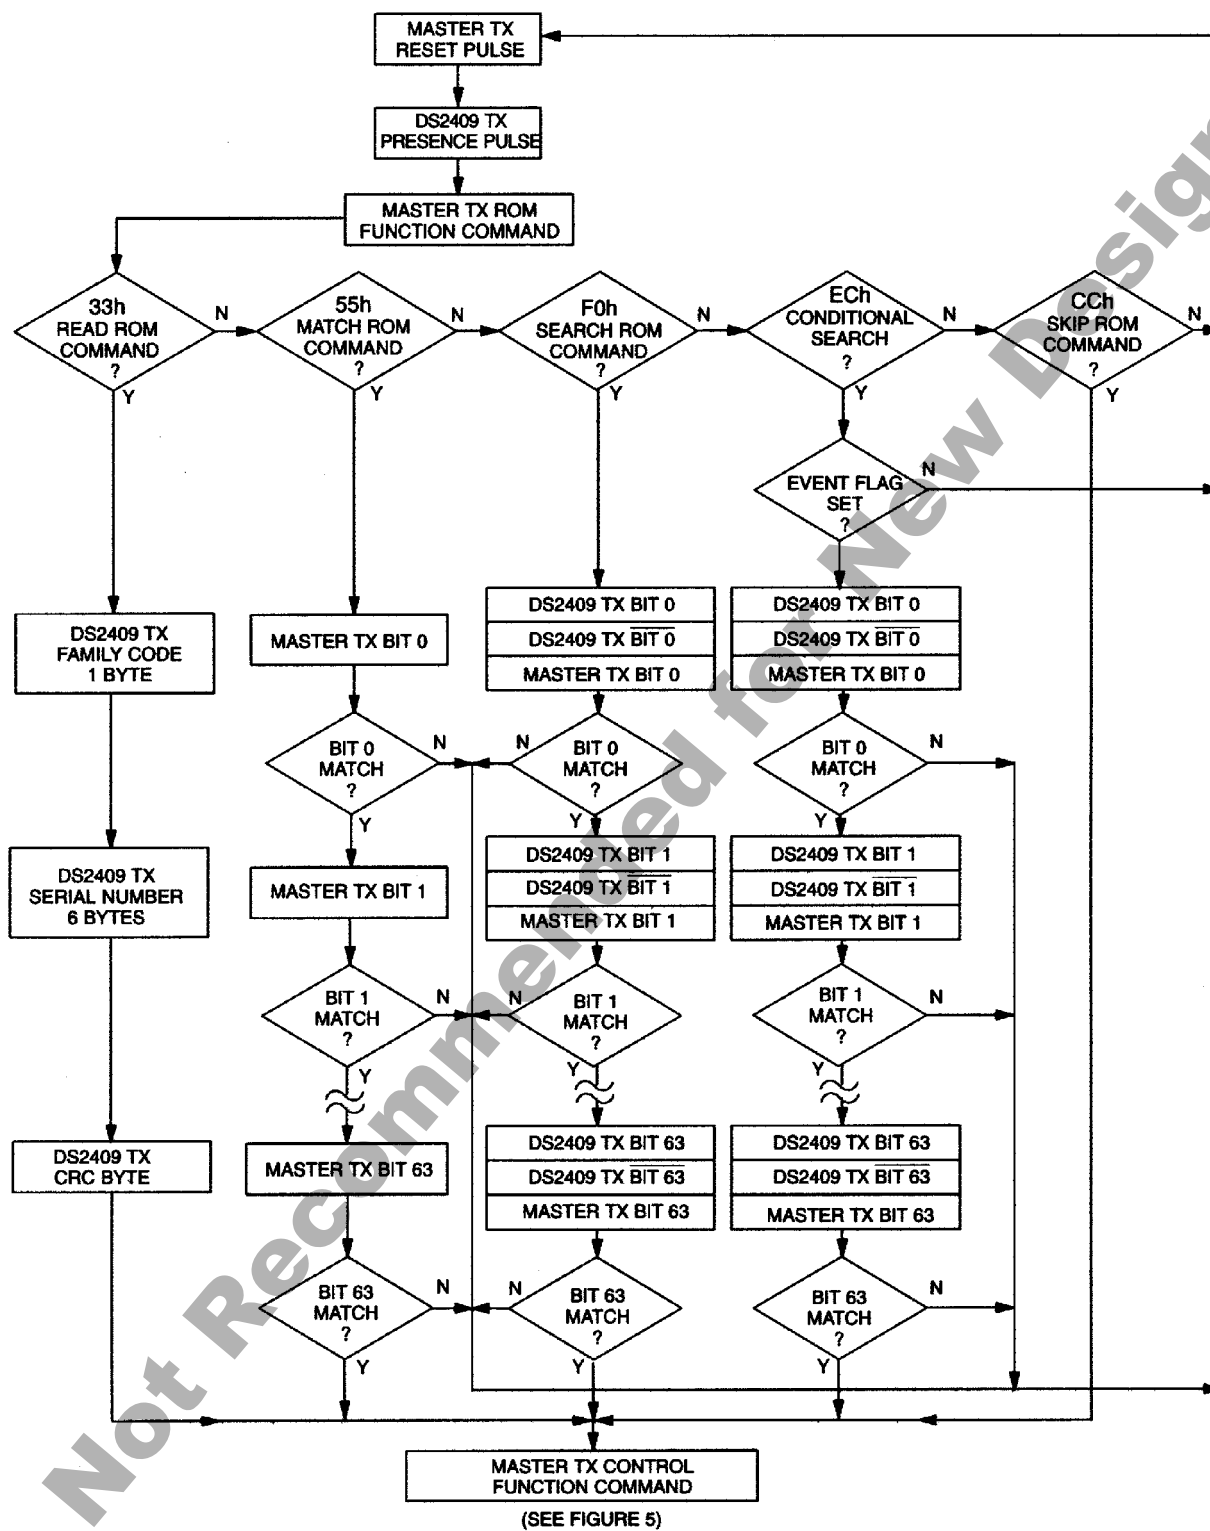 MASTER TX
RESET PULSE
DS2409 TX
PRESENCE PULSE
MASTER TX ROM
FUNCTION COMMAND
33h
READ ROM
COMMAND
?
N
Y
55h
MATCH ROM
COMMAND
?
N
Y
F0h
SEARCH ROM
COMMAND
?
N
Y
ECh
CONDITIONAL
SEARCH
?
N
Y
CCh
SKIP ROM
COMMAND
?
N
Y
EVENT FLAG
SET
?
N
DS2409 TX
FAMILY CODE
1 BYTE
DS2409 TX
SERIAL NUMBER
6 BYTES
DS2409 TX
CRC BYTE
MASTER TX BIT 0
BIT 0
MATCH
?
N
Y
MASTER TX BIT 1
BIT 1
MATCH
?
N
Y
MASTER TX BIT 63
BIT 63
MATCH
?
N
Y
DS2409 TX BIT 0
DS2409 TX B̅I̅T̅ ̅0̅
MASTER TX BIT 0
BIT 0
MATCH
?
N
Y
DS2409 TX BIT 1
DS2409 TX B̅I̅T̅ ̅1̅
MASTER TX BIT 1
BIT 1
MATCH
?
N
Y
DS2409 TX BIT 63
DS2409 TX B̅I̅T̅ ̅6̅3̅
MASTER TX BIT 63
BIT 63
MATCH
?
N
Y
DS2409 TX BIT 0
DS2409 TX B̅I̅T̅ ̅0̅
MASTER TX BIT 0
BIT 0
MATCH
?
N
Y
DS2409 TX BIT 1
DS2409 TX B̅I̅T̅ ̅1̅
MASTER TX BIT 1
BIT 1
MATCH
?
N
Y
DS2409 TX BIT 63
DS2409 TX B̅I̅T̅ ̅6̅3̅
MASTER TX BIT 63
BIT 63
MATCH
?
N
Y
MASTER TX CONTROL
FUNCTION COMMAND
(SEE FIGURE 5)
Not Recommended for New Design